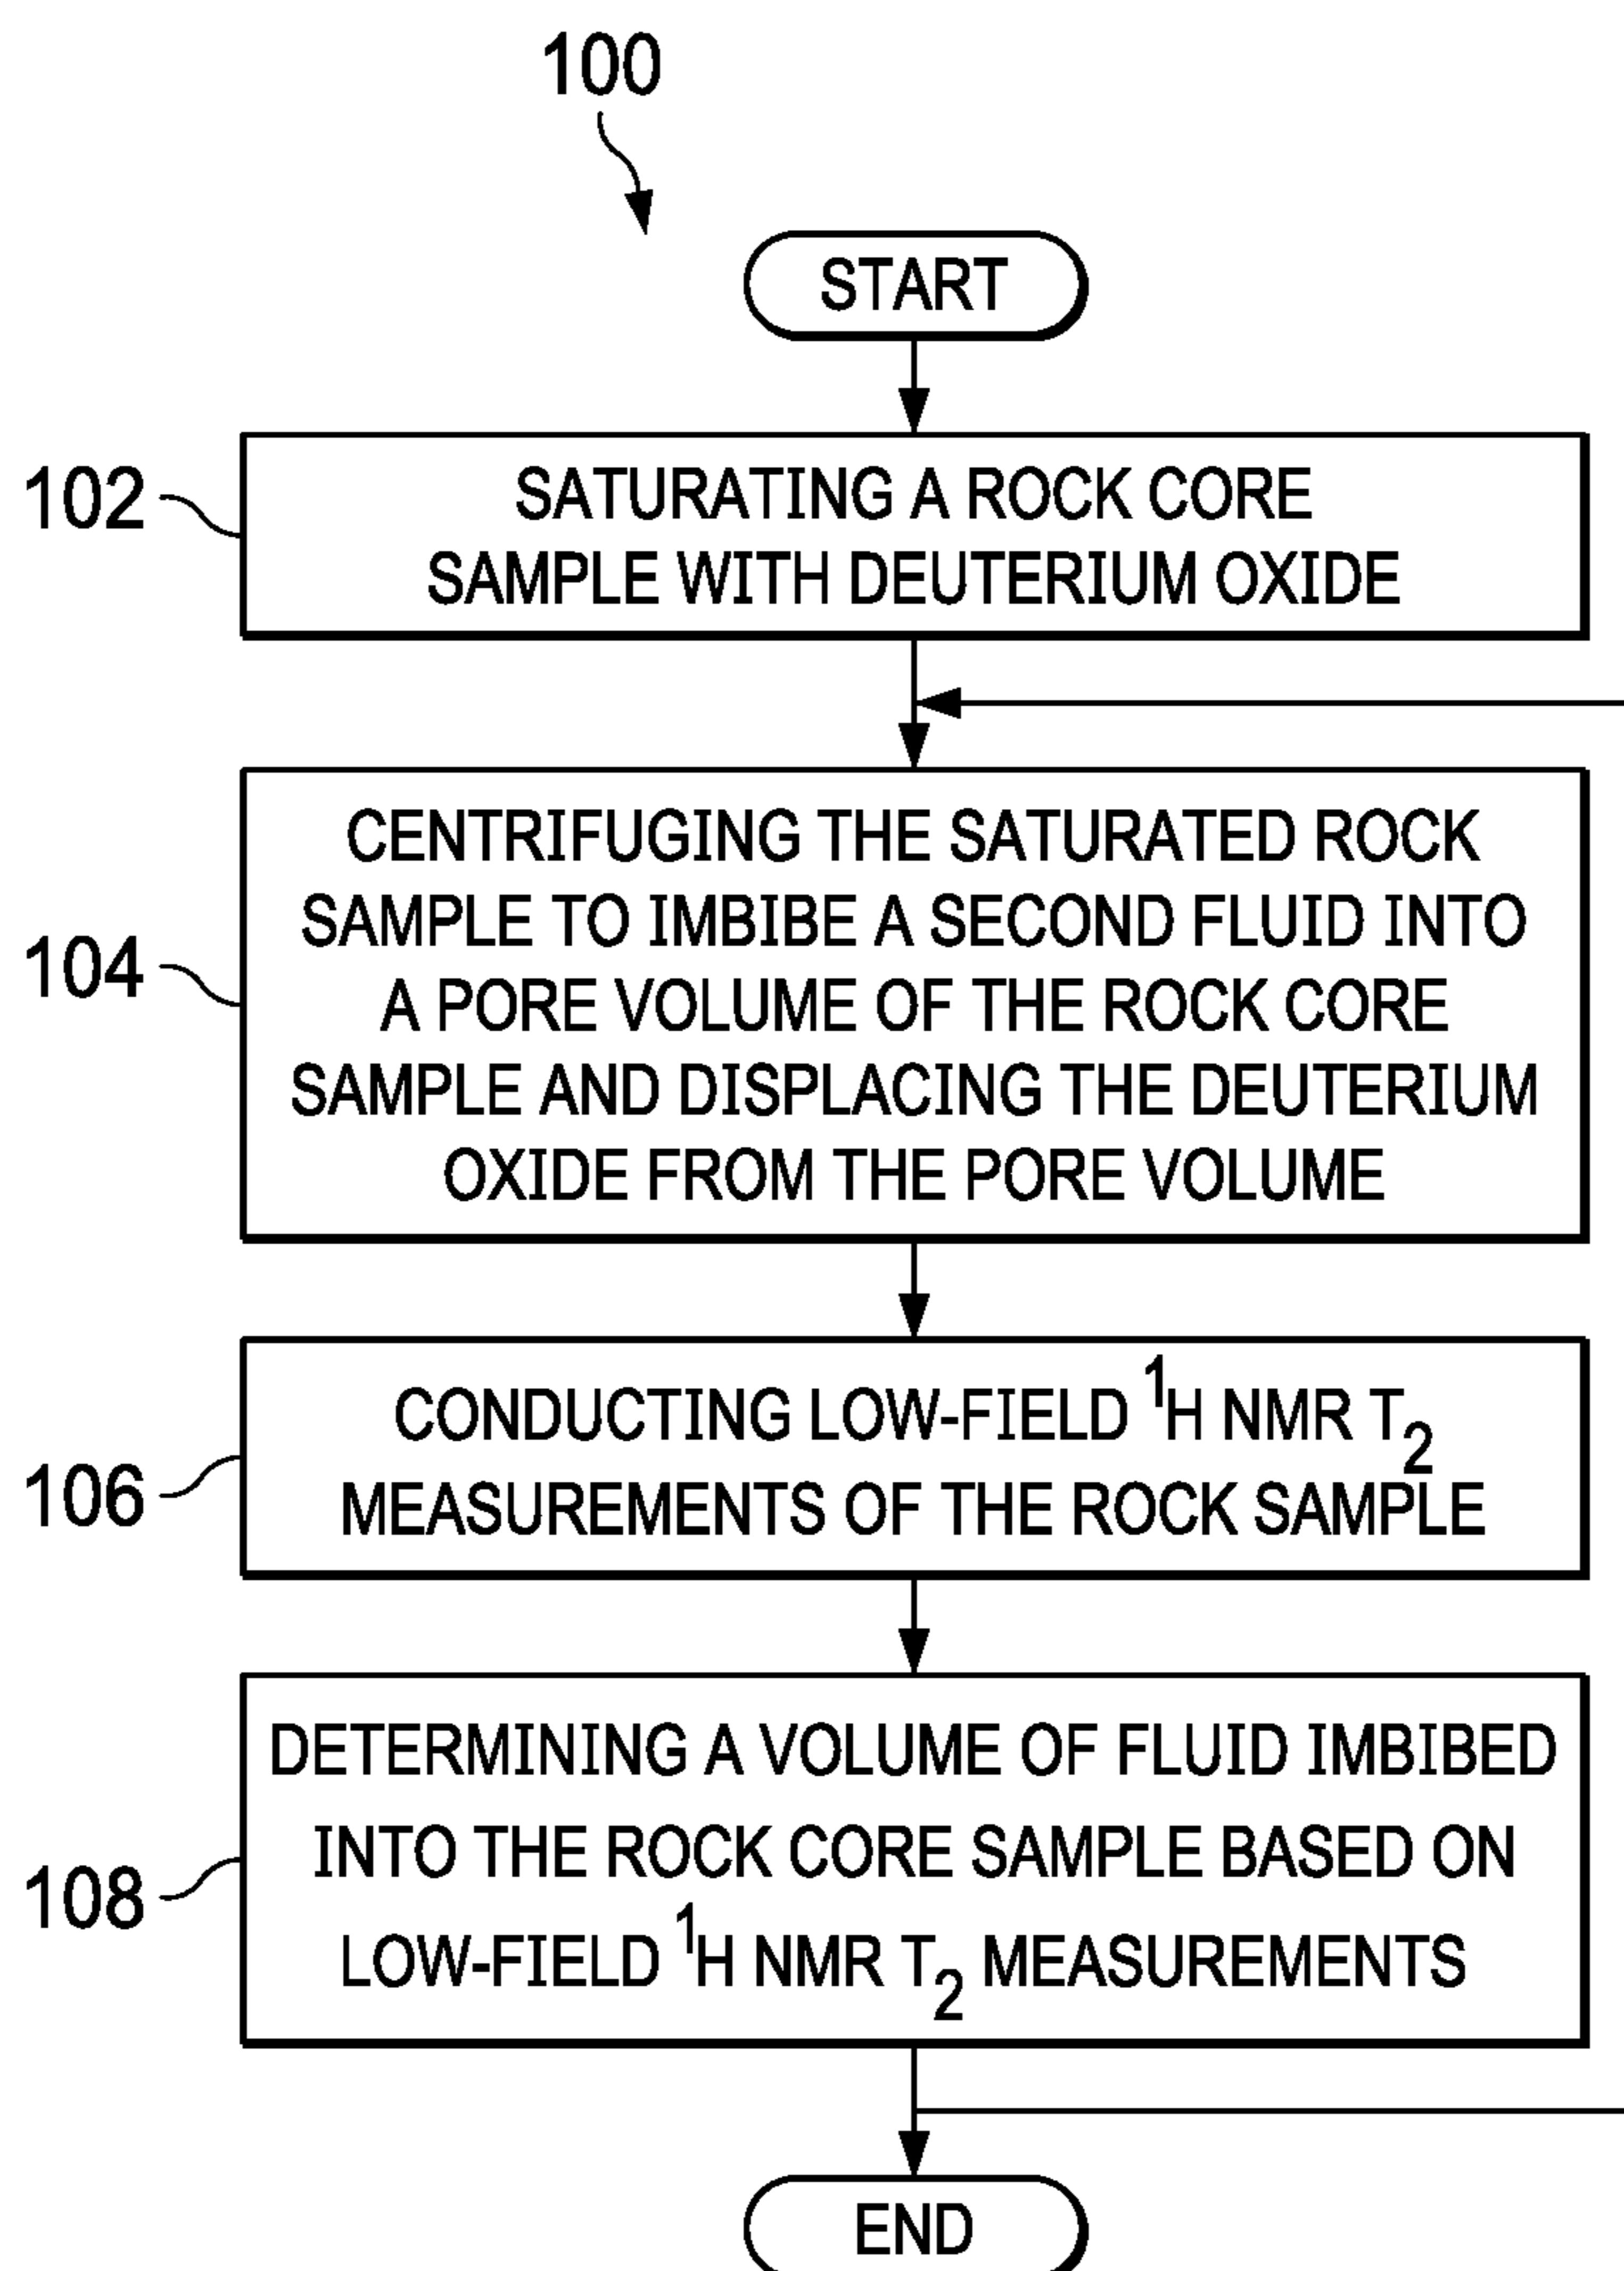 100
START
102
SATURATING A ROCK CORE
SAMPLE WITH DEUTERIUM OXIDE
104
CENTRIFUGING THE SATURATED ROCK
SAMPLE TO IMBIBE A SECOND FLUID INTO
A PORE VOLUME OF THE ROCK CORE
SAMPLE AND DISPLACING THE DEUTERIUM
OXIDE FROM THE PORE VOLUME
106
CONDUCTING LOW-FIELD ¹H NMR T₂
MEASUREMENTS OF THE ROCK SAMPLE
108
DETERMINING A VOLUME OF FLUID IMBIBED
INTO THE ROCK CORE SAMPLE BASED ON
LOW-FIELD ¹H NMR T₂ MEASUREMENTS
END